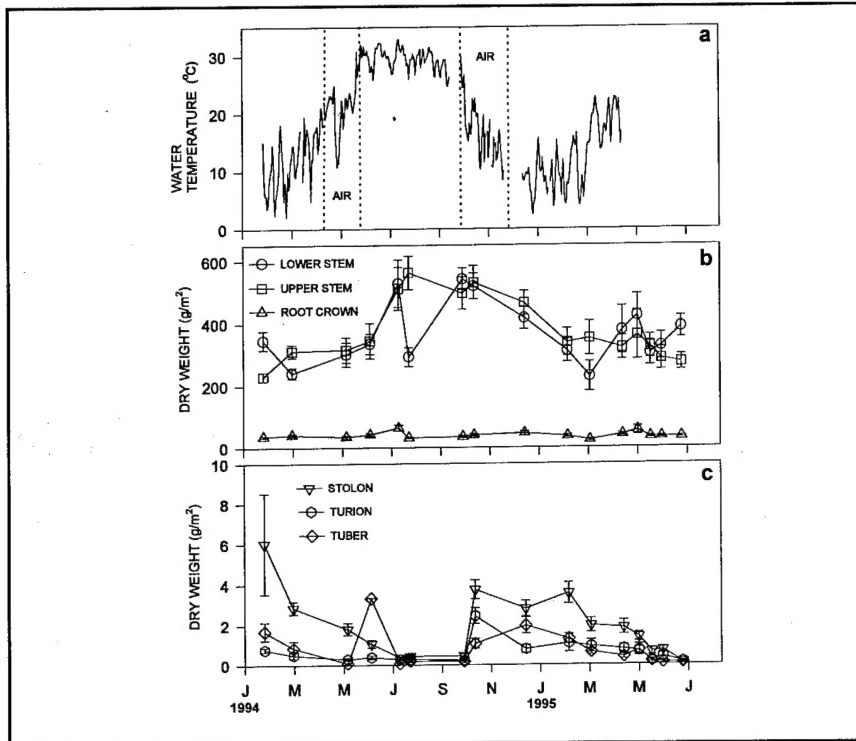 a
AIR
AIR
WATER
TEMPERATURE (°C)
30
20
10
0
b
LOWER STEM
UPPER STEM
ROOT CROWN
DRY WEIGHT (g/m²)
600
400
200
0
c
STOLON
TURION
TUBER
DRY WEIGHT (g/m²)
10
8
6
4
2
0
J M M J S N J M M J
1994 1995